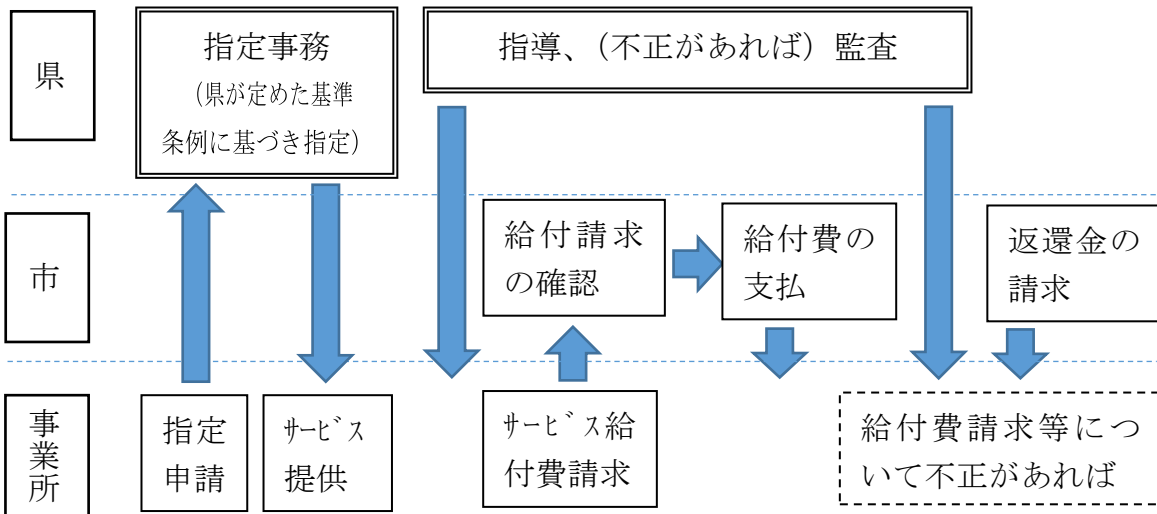 県
指定事務
（県が定めた基準
条例に基づき指定）
指導、（不正があれば）監査
市
給付請求
の確認
給付費の
支払
返還金の
請求
事業所
指定
申請
ｻｰﾋﾞｽ
提供
ｻｰﾋﾞｽ給
付費請求
給付費請求等につ
いて不正があれば